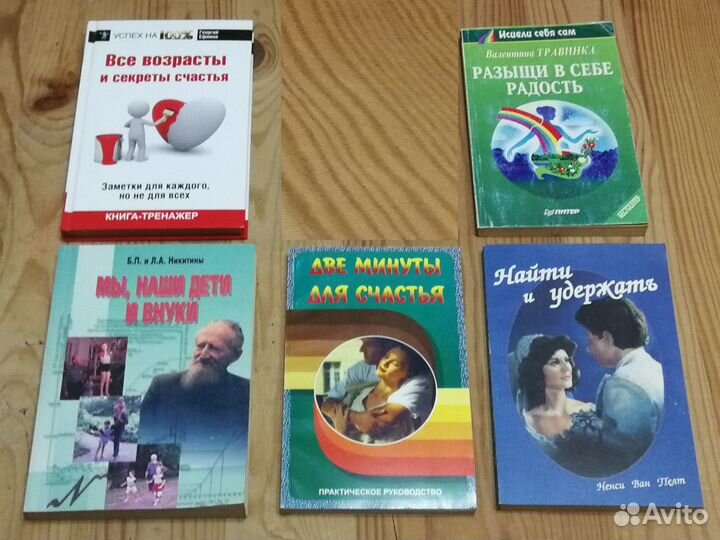 УСПЕХ НА 100%
Георгий
Ефимов
Все возрасты
и секреты счастья
Заметки для каждого,
но не для всех
КНИГА-ТРЕНАЖЕР
Исцели себя сам
Валентина ТРАВИНКА
РАЗЫЩИ В СЕБЕ
РАДОСТЬ
ПИТЕР
Б.П. и Л.А. Никитины
МЫ, НАШИ ДЕТИ
И ВНУКИ
ДВЕ МИНУТЫ
ДЛЯ СЧАСТЬЯ
ПРАКТИЧЕСКОЕ РУКОВОДСТВО
Найти
и удержать
Ненси Ван Пелт
Avito